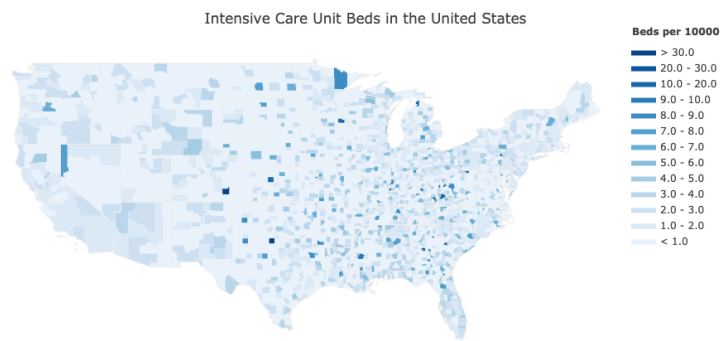 Intensive Care Unit Beds in the United States
Beds per 10000
> 30.0
20.0 - 30.0
10.0 - 20.0
9.0 - 10.0
8.0 - 9.0
7.0 - 8.0
6.0 - 7.0
5.0 - 6.0
4.0 - 5.0
3.0 - 4.0
2.0 - 3.0
1.0 - 2.0
< 1.0